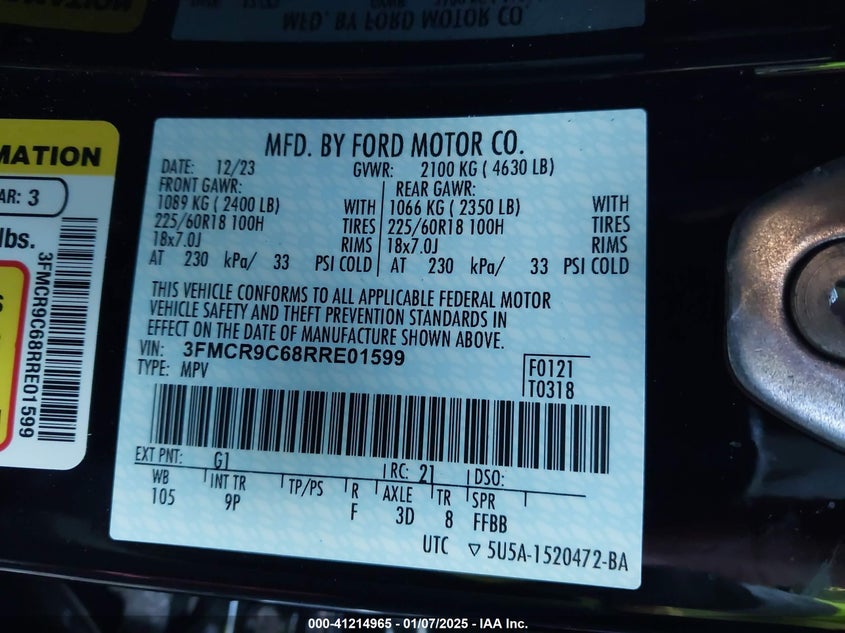 MFD. BY FORD MOTOR CO.
MFD. BY FORD MOTOR CO.
DATE: 12/23 GVWR: 2100 KG ( 4630 LB)
FRONT GAWR: REAR GAWR:
1089 KG ( 2400 LB) WITH 1066 KG ( 2350 LB) WITH
225/60R18 100H TIRES 225/60R18 100H TIRES
18x7.0J RIMS 18x7.0J RIMS
AT 230 kPa/ 33 PSI COLD AT 230 kPa/ 33 PSI COLD
THIS VEHICLE CONFORMS TO ALL APPLICABLE FEDERAL MOTOR
VEHICLE SAFETY AND THEFT PREVENTION STANDARDS IN
EFFECT ON THE DATE OF MANUFACTURE SHOWN ABOVE.
VIN: 3FMCR9C68RRE01599
TYPE: MPV
F0121
T0318
EXT PNT: G1 RC: 21 DSO:
WB INT TR TP/PS R AXLE TR SPR
105 9P F 3D 8 FFBB
UTC ▽ 5U5A-1520472-BA
MATION
AR: 3
lbs.
3FMCR9C68RRE01599
000-41214965 — 01/07/2025 — IAA Inc.